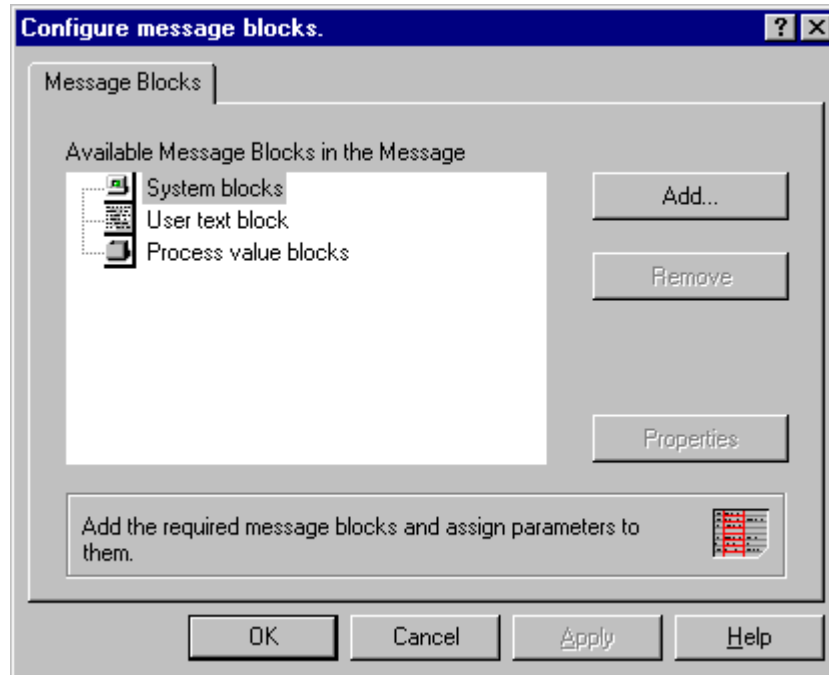 Configure message blocks.
Message Blocks
Available Message Blocks in the Message
System blocks
User text block
Process value blocks
Add...
Remove
Properties
Add the required message blocks and assign parameters to
them.
OK
Cancel
Apply
Help